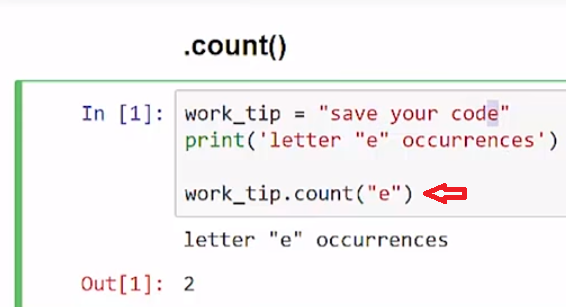 .count()
In [1]: work_tip = "save your code"
print('letter "e" occurrences')
work_tip.count("e")
letter "e" occurrences
Out[1]: 2